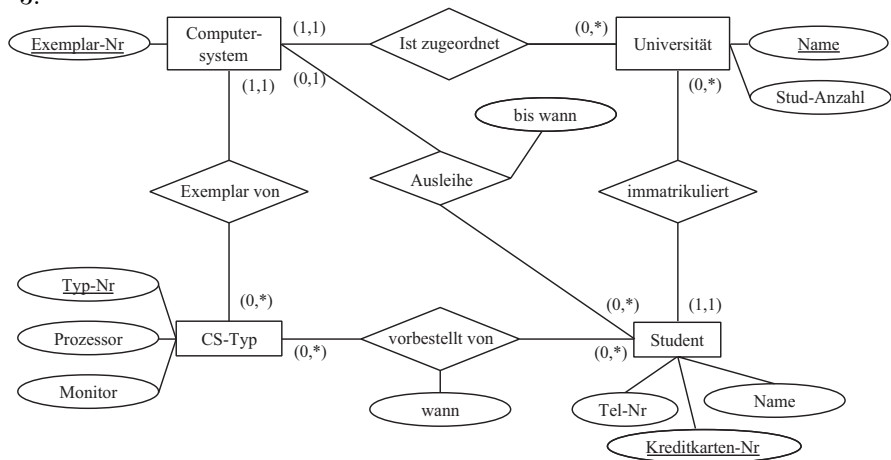 3.
Exemplar-Nr
Computer-
system
(1,1)
Ist zugeordnet
(0,*)
Universität
Name
(1,1)
(0,1)
(0,*)
Stud-Anzahl
bis wann
Exemplar von
Ausleihe
immatrikuliert
Typ-Nr
(0,*)
(0,*)
(1,1)
Prozessor
CS-Typ
(0,*)
vorbestellt von
(0,*)
Student
Monitor
wann
Tel-Nr
Name
Kreditkarten-Nr